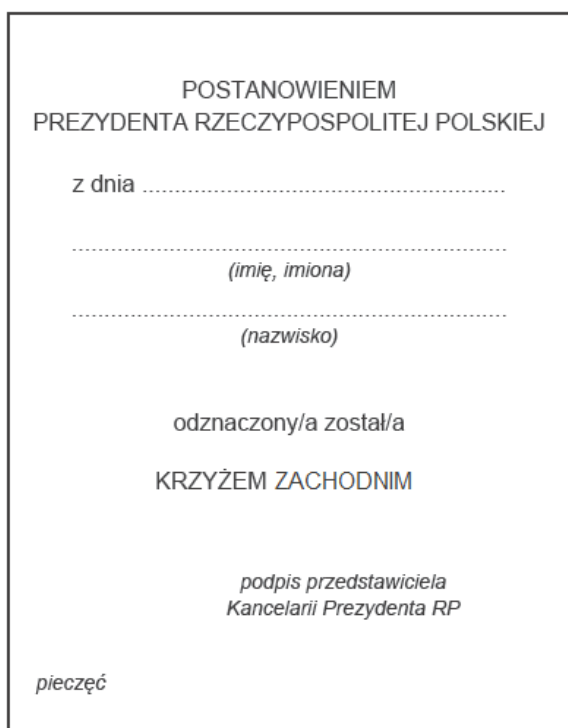 POSTANOWIENIEM
PREZYDENTA RZECZYPOSPOLITEJ POLSKIEJ
z dnia .......................................................
..................................................................
(imię, imiona)
..................................................................
(nazwisko)
odznaczony/a został/a
KRZYŻEM ZACHODNIM
podpis przedstawiciela
Kancelarii Prezydenta RP
pieczęć